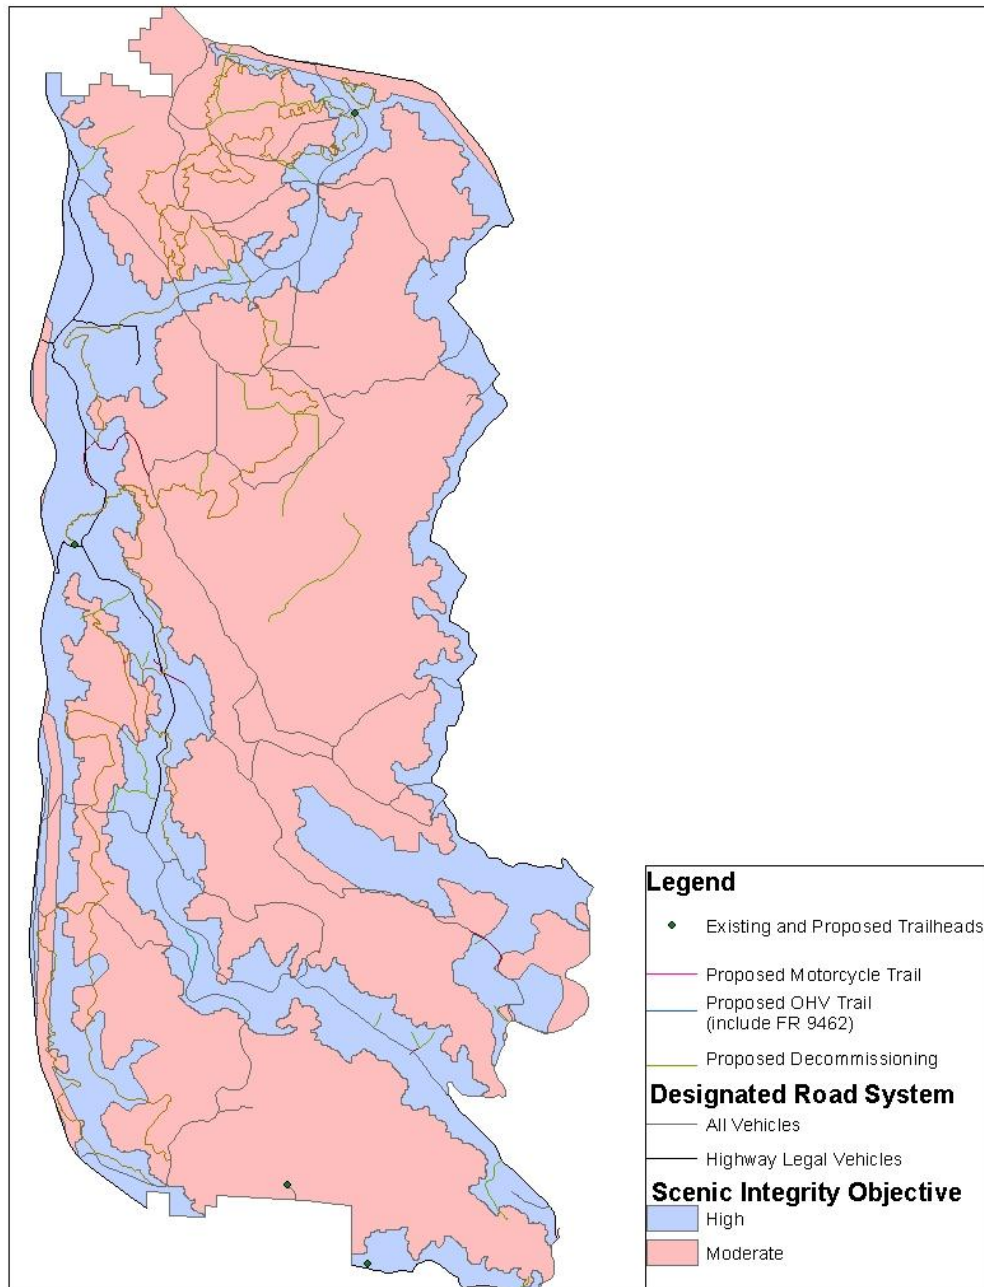 Legend
Existing and Proposed Trailheads
Proposed Motorcycle Trail
Proposed OHV Trail
(include FR 9462)
Proposed Decommissioning
Designated Road System
All Vehicles
Highway Legal Vehicles
Scenic Integrity Objective
High
Moderate